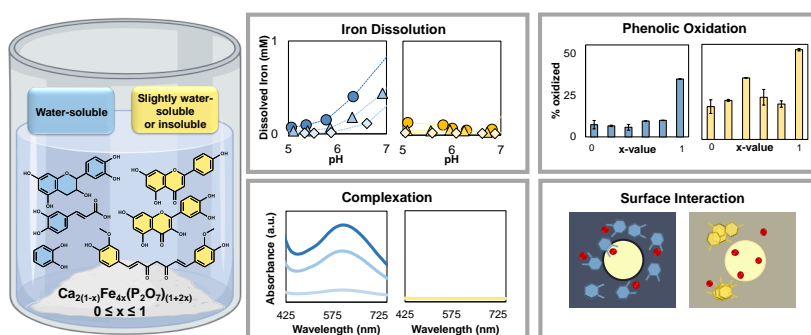 Water-soluble
Slightly water-
soluble
or insoluble
Ca2(1-x)Fe4x(P2O7)(1+2x)
0 ≤ x ≤ 1
Iron Dissolution
Dissolved Iron (mM)
1
0
5
6
7
5
6
7
pH
pH
Phenolic Oxidation
% oxidized
50
25
0
0
x-value
1
0
x-value
1
Complexation
Absorbance (a.u.)
425
575
725
425
575
725
Wavelength (nm)
Wavelength (nm)
Surface Interaction